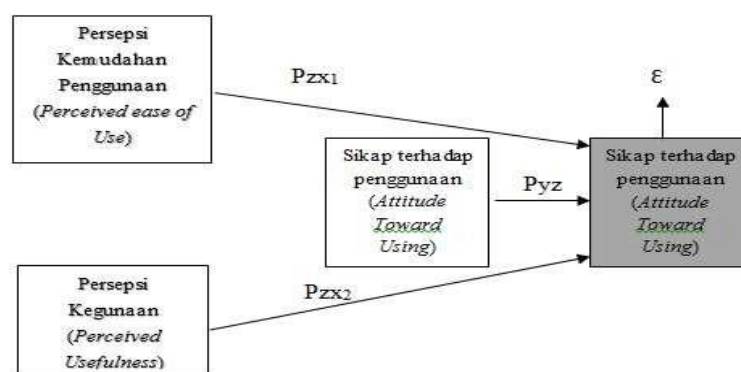 Persepsi
Kemudahan
Penggunaan
(Perceived ease of
Use)
Pzx1
ε
Sikap terhadap
penggunaan
(Attitude
Toward
Using)
Pyz
Sikap terhadap
penggunaan
(Attitude
Toward
Using)
Persepsi
Kegunaan
(Perceived
Usefulness)
Pzx2